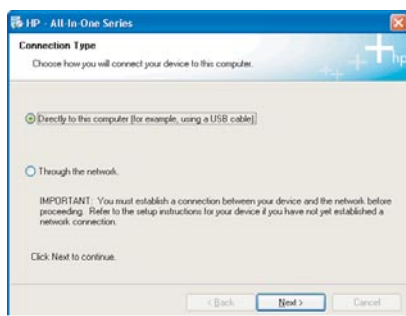 HP - All-In-One Series
Connection Type
Choose how you will connect your device to this computer.
hp
Directly to this computer [for example, using a USB cable].
Through the network.
IMPORTANT: You must establish a connection between your device and the network before
proceeding. Refer to the setup instructions for your device if you have not yet established a
network connection.
Click Next to continue.
< Back
Next >
Cancel